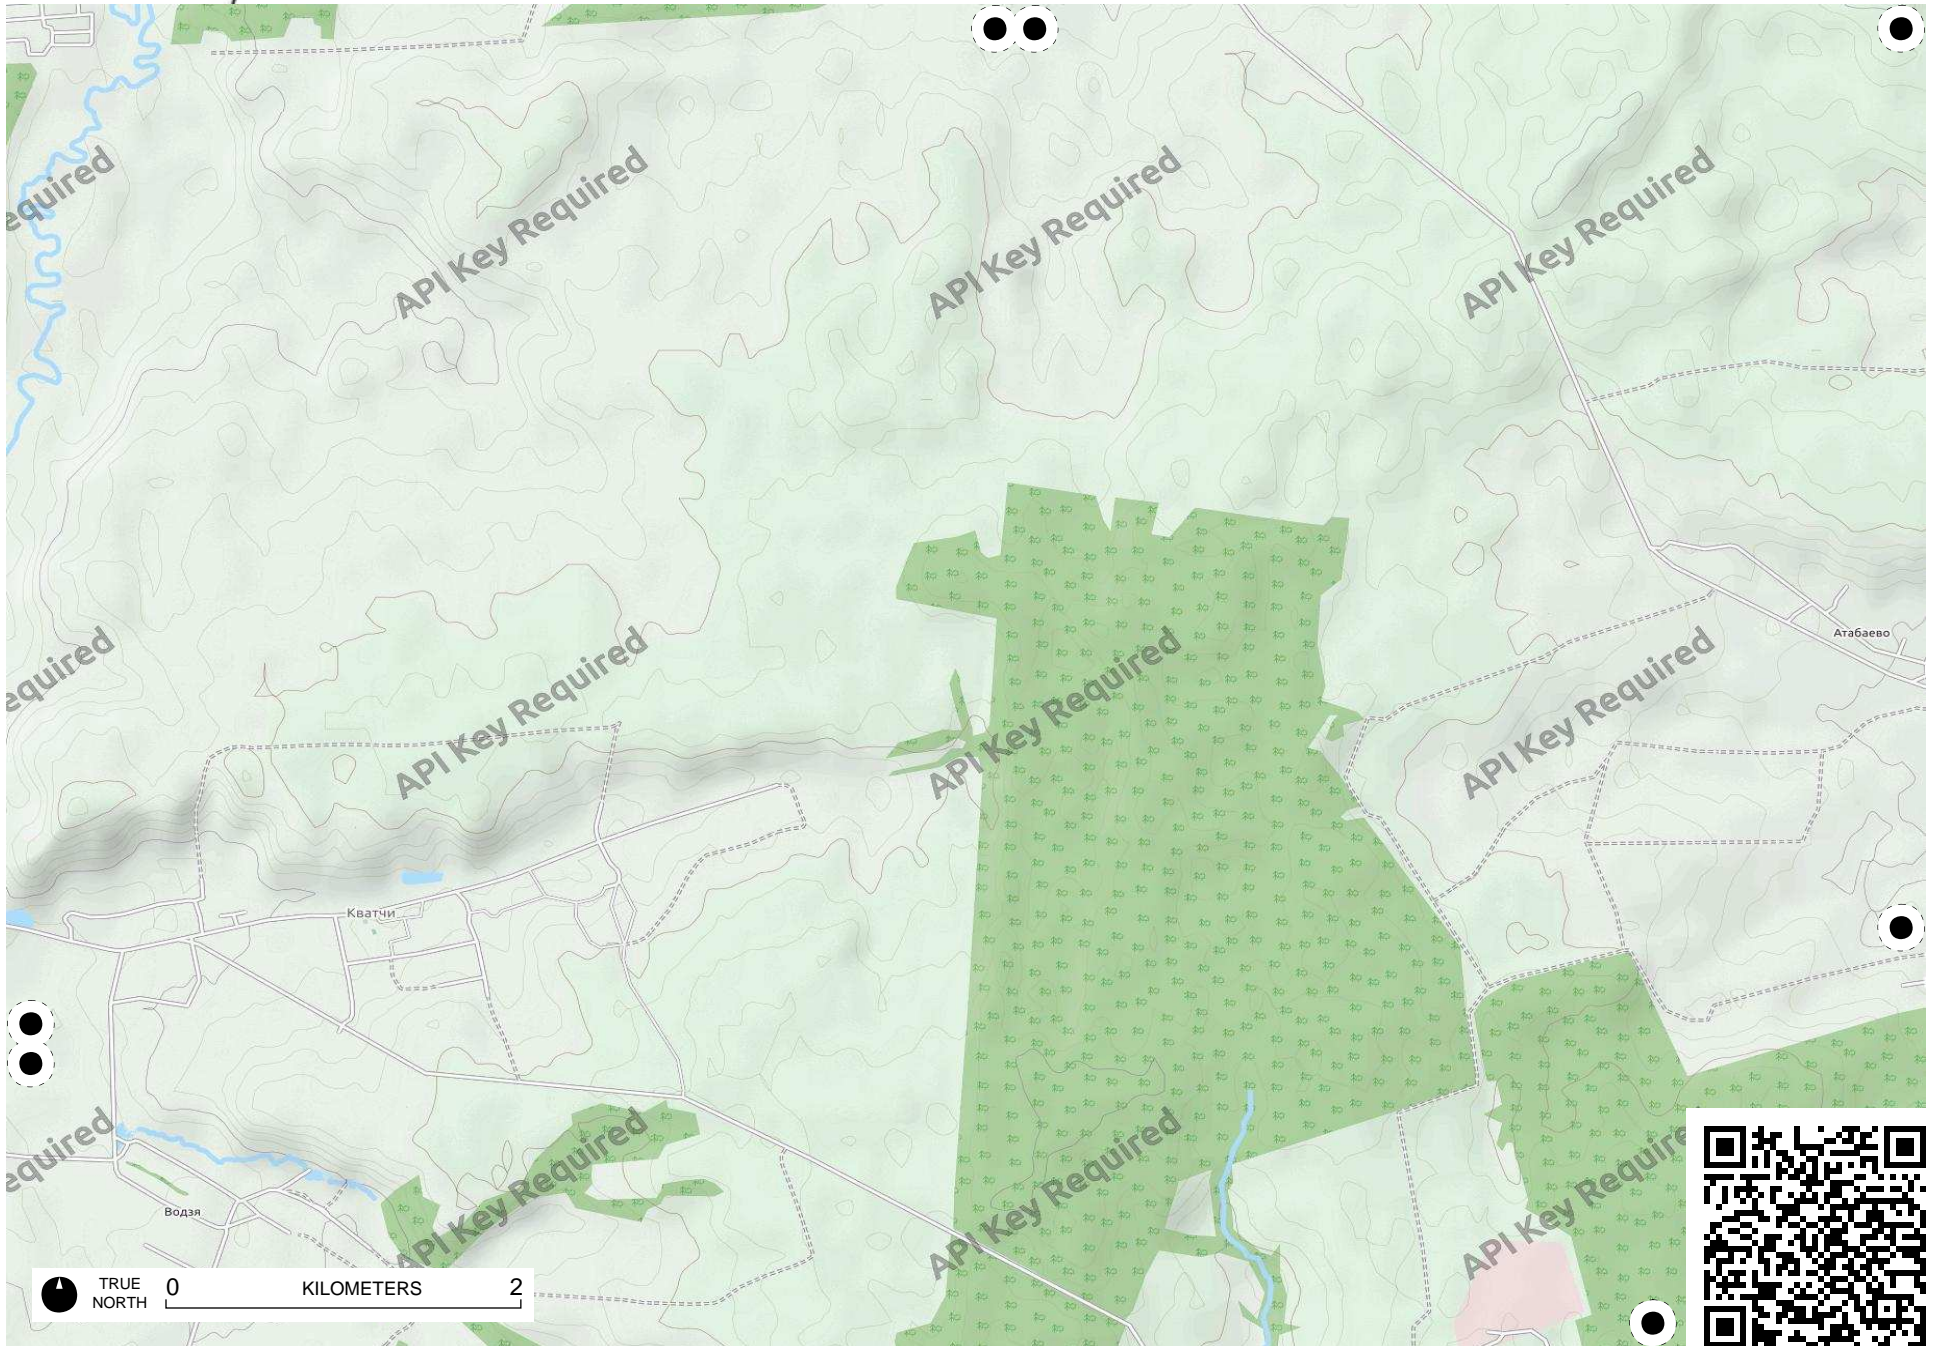 equired
API Key Required
API Key Required
API Key Required
Атабаево
equired
API Key Required
API Key Required
API Key Required
Кватчи
equired
API Key Required
API Key Required
API Key Require
Водзя
TRUE NORTH
0 KILOMETERS 2